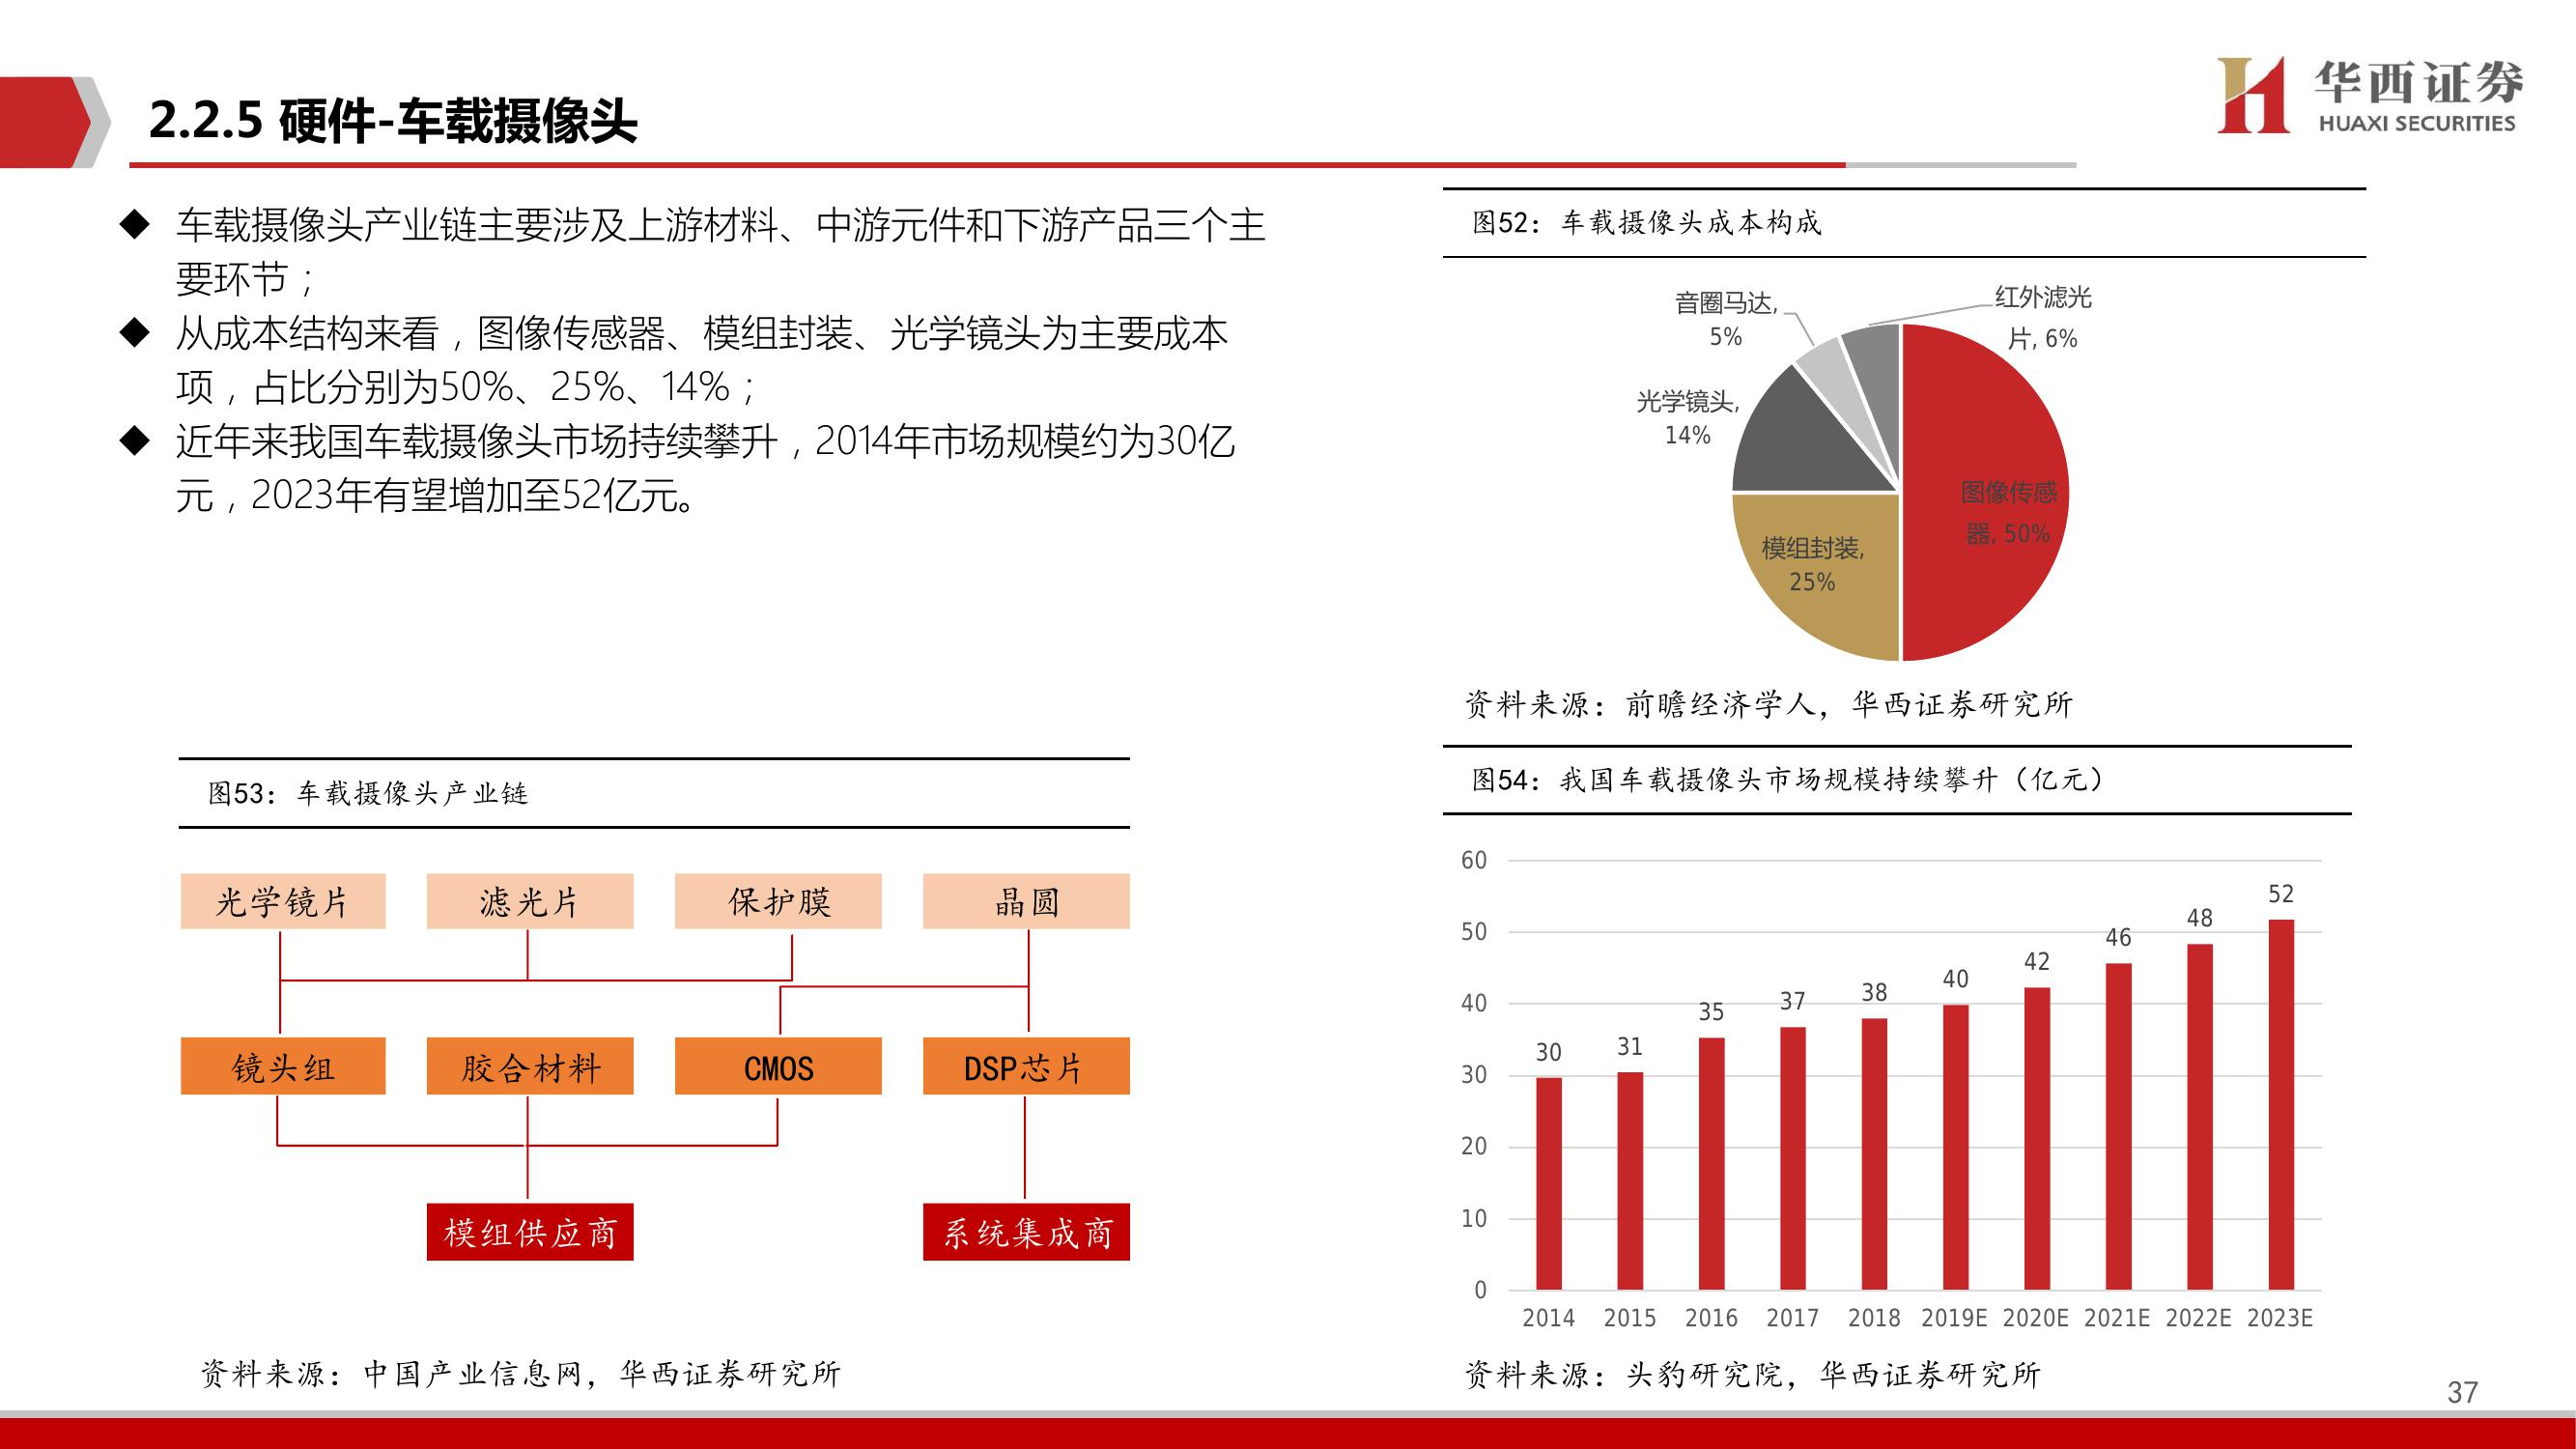 2.2.5 硬件-车载摄像头
华西证券
HUAXI SECURITIES
◆ 车载摄像头产业链主要涉及上游材料、中游元件和下游产品三个主
要环节；
◆ 从成本结构来看，图像传感器、模组封装、光学镜头为主要成本
项，占比分别为50%、25%、14%；
◆ 近年来我国车载摄像头市场持续攀升，2014年市场规模约为30亿
元，2023年有望增加至52亿元。
图52：车载摄像头成本构成
音圈马达,
5%
红外滤光
片, 6%
光学镜头,
14%
图像传感
器, 50%
模组封装,
25%
资料来源：前瞻经济学人，华西证券研究所
图53：车载摄像头产业链
光学镜片 滤光片 保护膜 晶圆
镜头组 胶合材料 CMOS DSP芯片
模组供应商 系统集成商
资料来源：中国产业信息网，华西证券研究所
图54：我国车载摄像头市场规模持续攀升（亿元）
60
50
40
30
20
10
0
30 31 35 37 38 40 42 46 48 52
2014 2015 2016 2017 2018 2019E 2020E 2021E 2022E 2023E
资料来源：头豹研究院，华西证券研究所
37